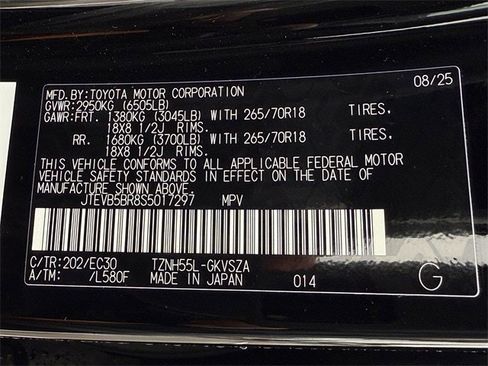 MFD.BY:TOYOTA MOTOR CORPORATION 08/25
GVWR:2950KG (6505LB)
GAWR:FRT. 1380KG (3045LB) WITH 265/70R18 TIRES.
18X8 1/2J RIMS.
RR. 1680KG (3700LB) WITH 265/70R18 TIRES.
18X8 1/2J RIMS.
THIS VEHICLE CONFORMS TO ALL APPLICABLE FEDERAL MOTOR
VEHICLE SAFETY STANDARDS IN EFFECT ON THE DATE OF
MANUFACTURE SHOWN ABOVE.
JTEVB5BR8S5017297 MPV
C/TR:202/EC30 TZNH55L-GKVSZA
A/TM: /L580F MADE IN JAPAN 014 G